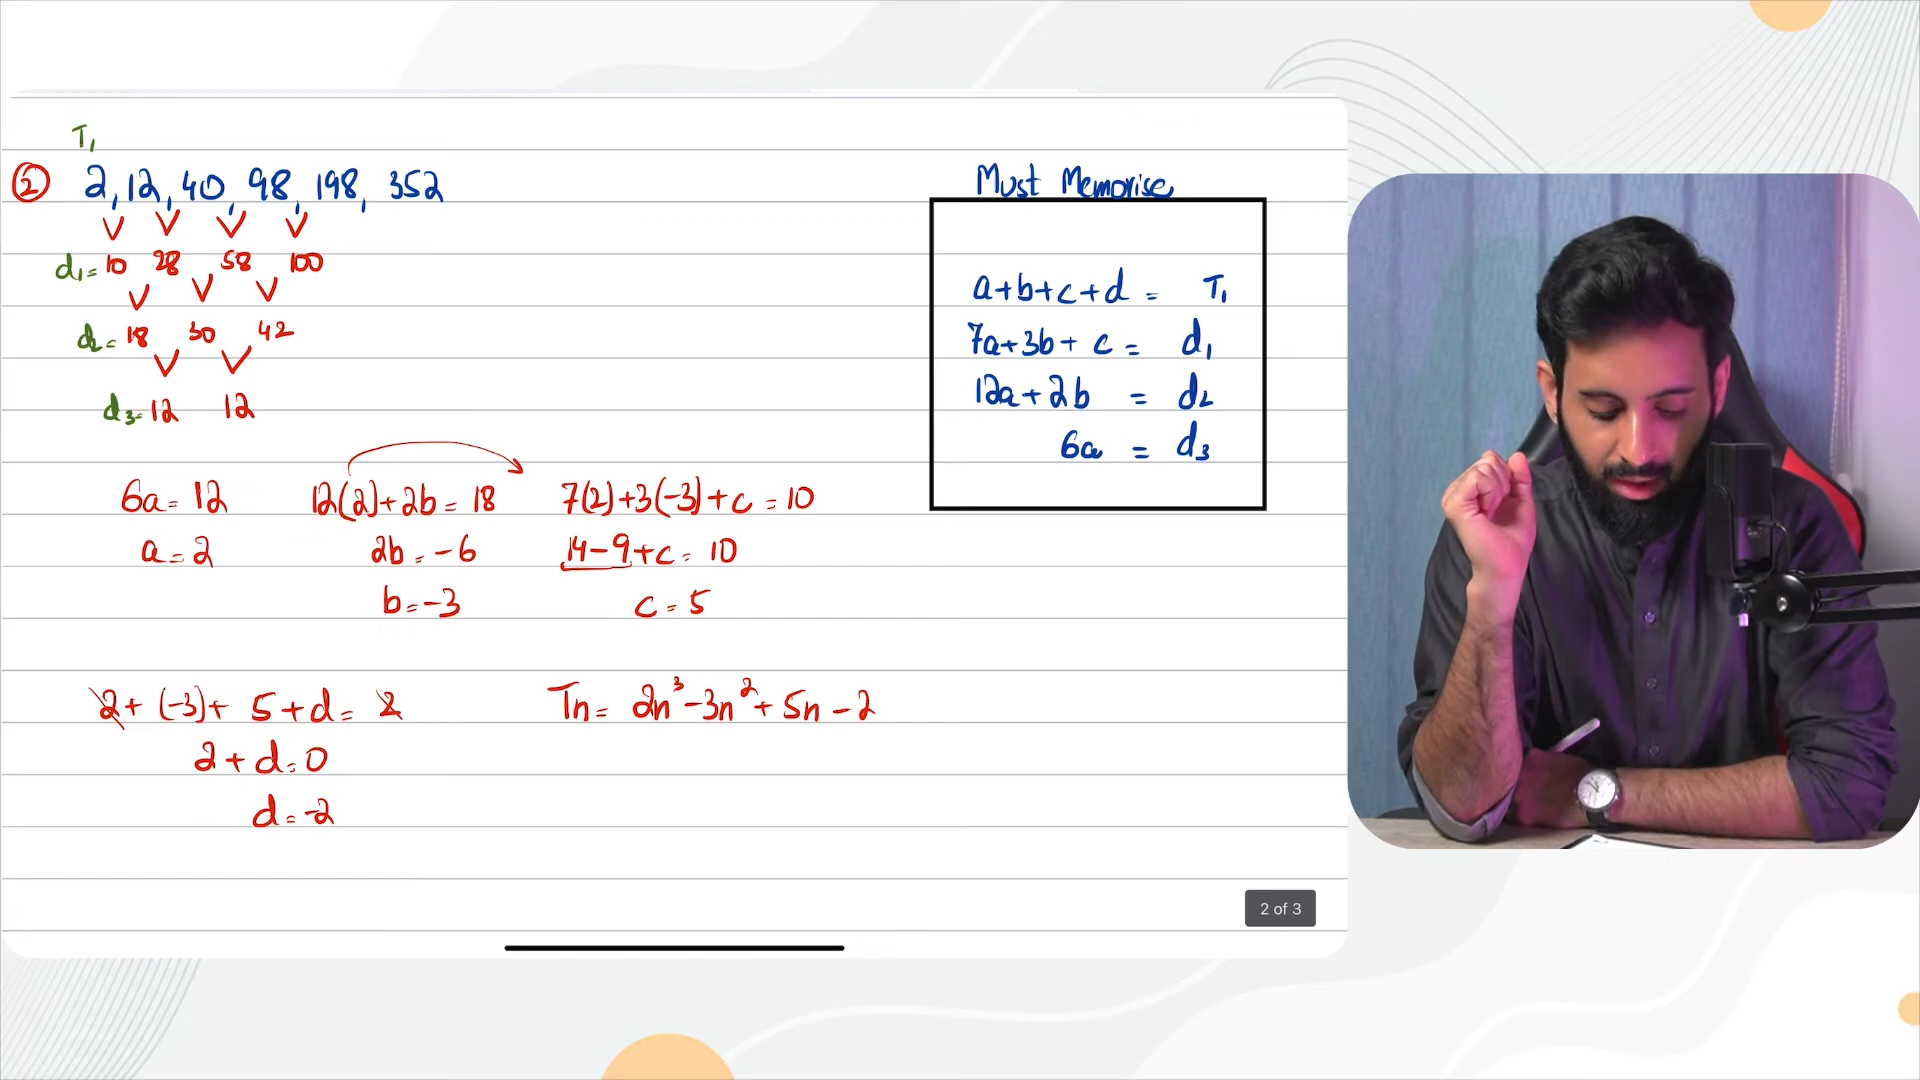 T₁
② 2, 12, 40, 98, 198, 352
d₁= 10 28 58 100
d₂= 18 30 42
d₃= 12 12
Must Memorise
a+b+c+d = T₁
7a+3b+c = d₁
12a+2b = d₂
6a = d₃
6a = 12
a = 2
12(2)+2b = 18
2b = -6
b = -3
7(2)+3(-3)+c = 10
14-9+c = 10
c = 5
2+(-3)+5+d = 2
2+d = 0
d = -2
Tn = 2n³-3n²+5n-2
2 of 3